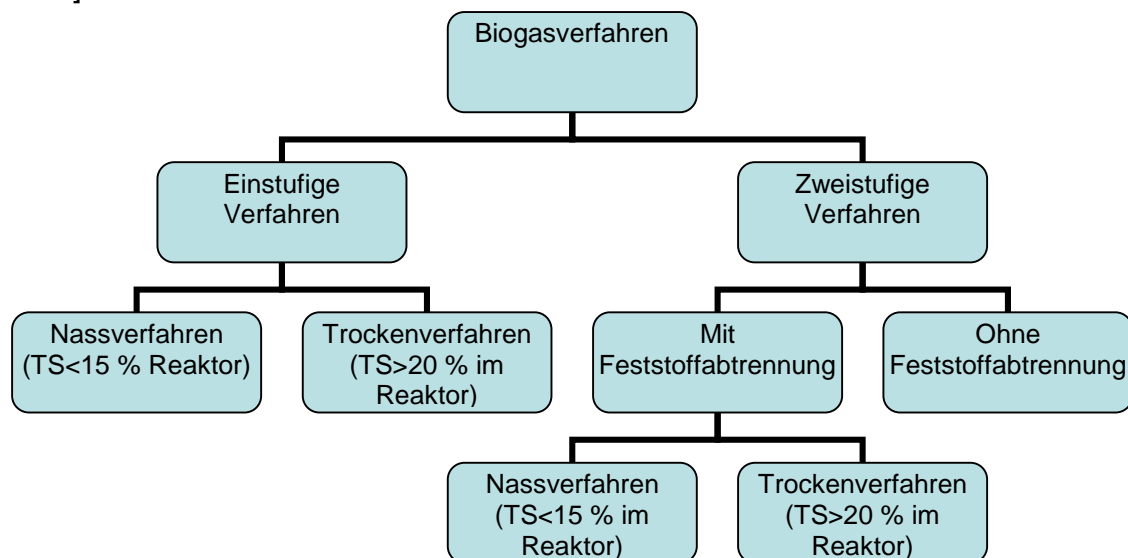 ]
Biogasverfahren
Einstufige
Verfahren
Zweistufige
Verfahren
Nassverfahren
(TS<15 % Reaktor)
Trockenverfahren
(TS>20 % im
Reaktor)
Mit
Feststoffabtrennung
Ohne
Feststoffabtrennung
Nassverfahren
(TS<15 % im
Reaktor)
Trockenverfahren
(TS>20 % im
Reaktor)